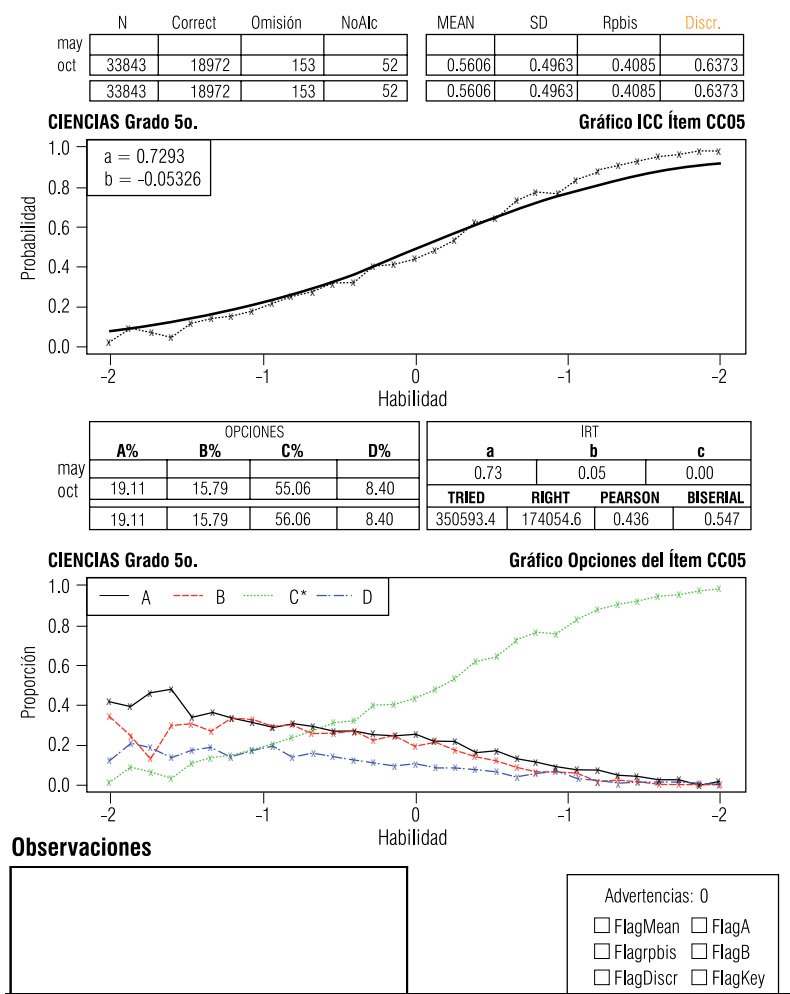 N Correct Omisión NoAlc MEAN SD Rpbis Discr.
may
oct 33843 18972 153 52 0.5606 0.4963 0.4085 0.6373
33843 18972 153 52 0.5606 0.4963 0.4085 0.6373
CIENCIAS Grado 5o. Gráfico ICC Ítem CC05
a = 0.7293
b = -0.05326
Probabilidad
1.0
0.8
0.6
0.4
0.2
0.0
-2 -1 0 -1 -2
Habilidad
OPCIONES IRT
A% B% C% D% a b c
may 0.73 0.05 0.00
oct 19.11 15.79 55.06 8.40 TRIED RIGHT PEARSON BISERIAL
19.11 15.79 56.06 8.40 350593.4 174054.6 0.436 0.547
CIENCIAS Grado 5o. Gráfico Opciones del Ítem CC05
A B C* D
Proporción
1.0
0.8
0.6
0.4
0.2
0.0
-2 -1 0 -1 -2
Habilidad
Observaciones
Advertencias: 0
FlagMean FlagA
Flagrpbis FlagB
FlagDiscr FlagKey